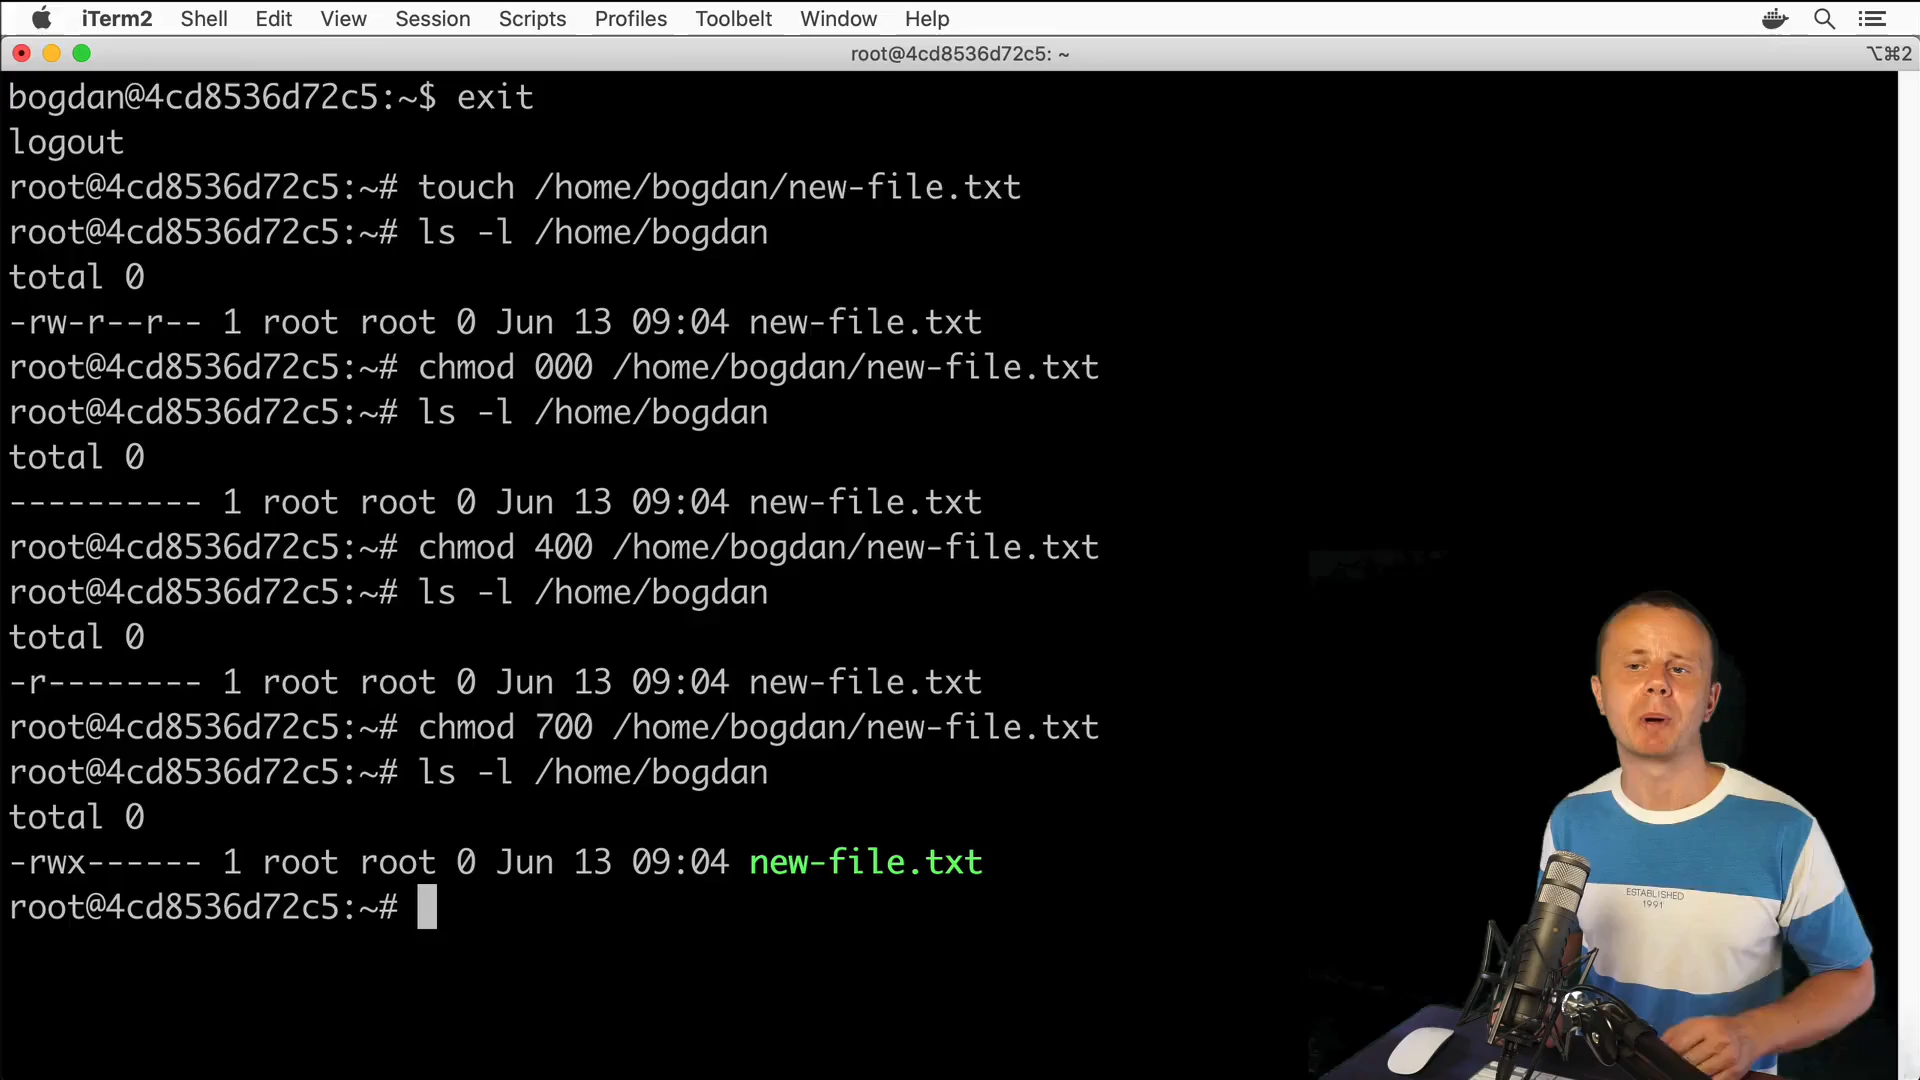 iTerm2 Shell Edit View Session Scripts Profiles Toolbelt Window Help
root@4cd8536d72c5: ~
⌥⌘2
bogdan@4cd8536d72c5:~$ exit
logout
root@4cd8536d72c5:~# touch /home/bogdan/new-file.txt
root@4cd8536d72c5:~# ls -l /home/bogdan
total 0
-rw-r--r-- 1 root root 0 Jun 13 09:04 new-file.txt
root@4cd8536d72c5:~# chmod 000 /home/bogdan/new-file.txt
root@4cd8536d72c5:~# ls -l /home/bogdan
total 0
---------- 1 root root 0 Jun 13 09:04 new-file.txt
root@4cd8536d72c5:~# chmod 400 /home/bogdan/new-file.txt
root@4cd8536d72c5:~# ls -l /home/bogdan
total 0
-r-------- 1 root root 0 Jun 13 09:04 new-file.txt
root@4cd8536d72c5:~# chmod 700 /home/bogdan/new-file.txt
root@4cd8536d72c5:~# ls -l /home/bogdan
total 0
-rwx------ 1 root root 0 Jun 13 09:04 new-file.txt
root@4cd8536d72c5:~#
ESTABLISHED
1991